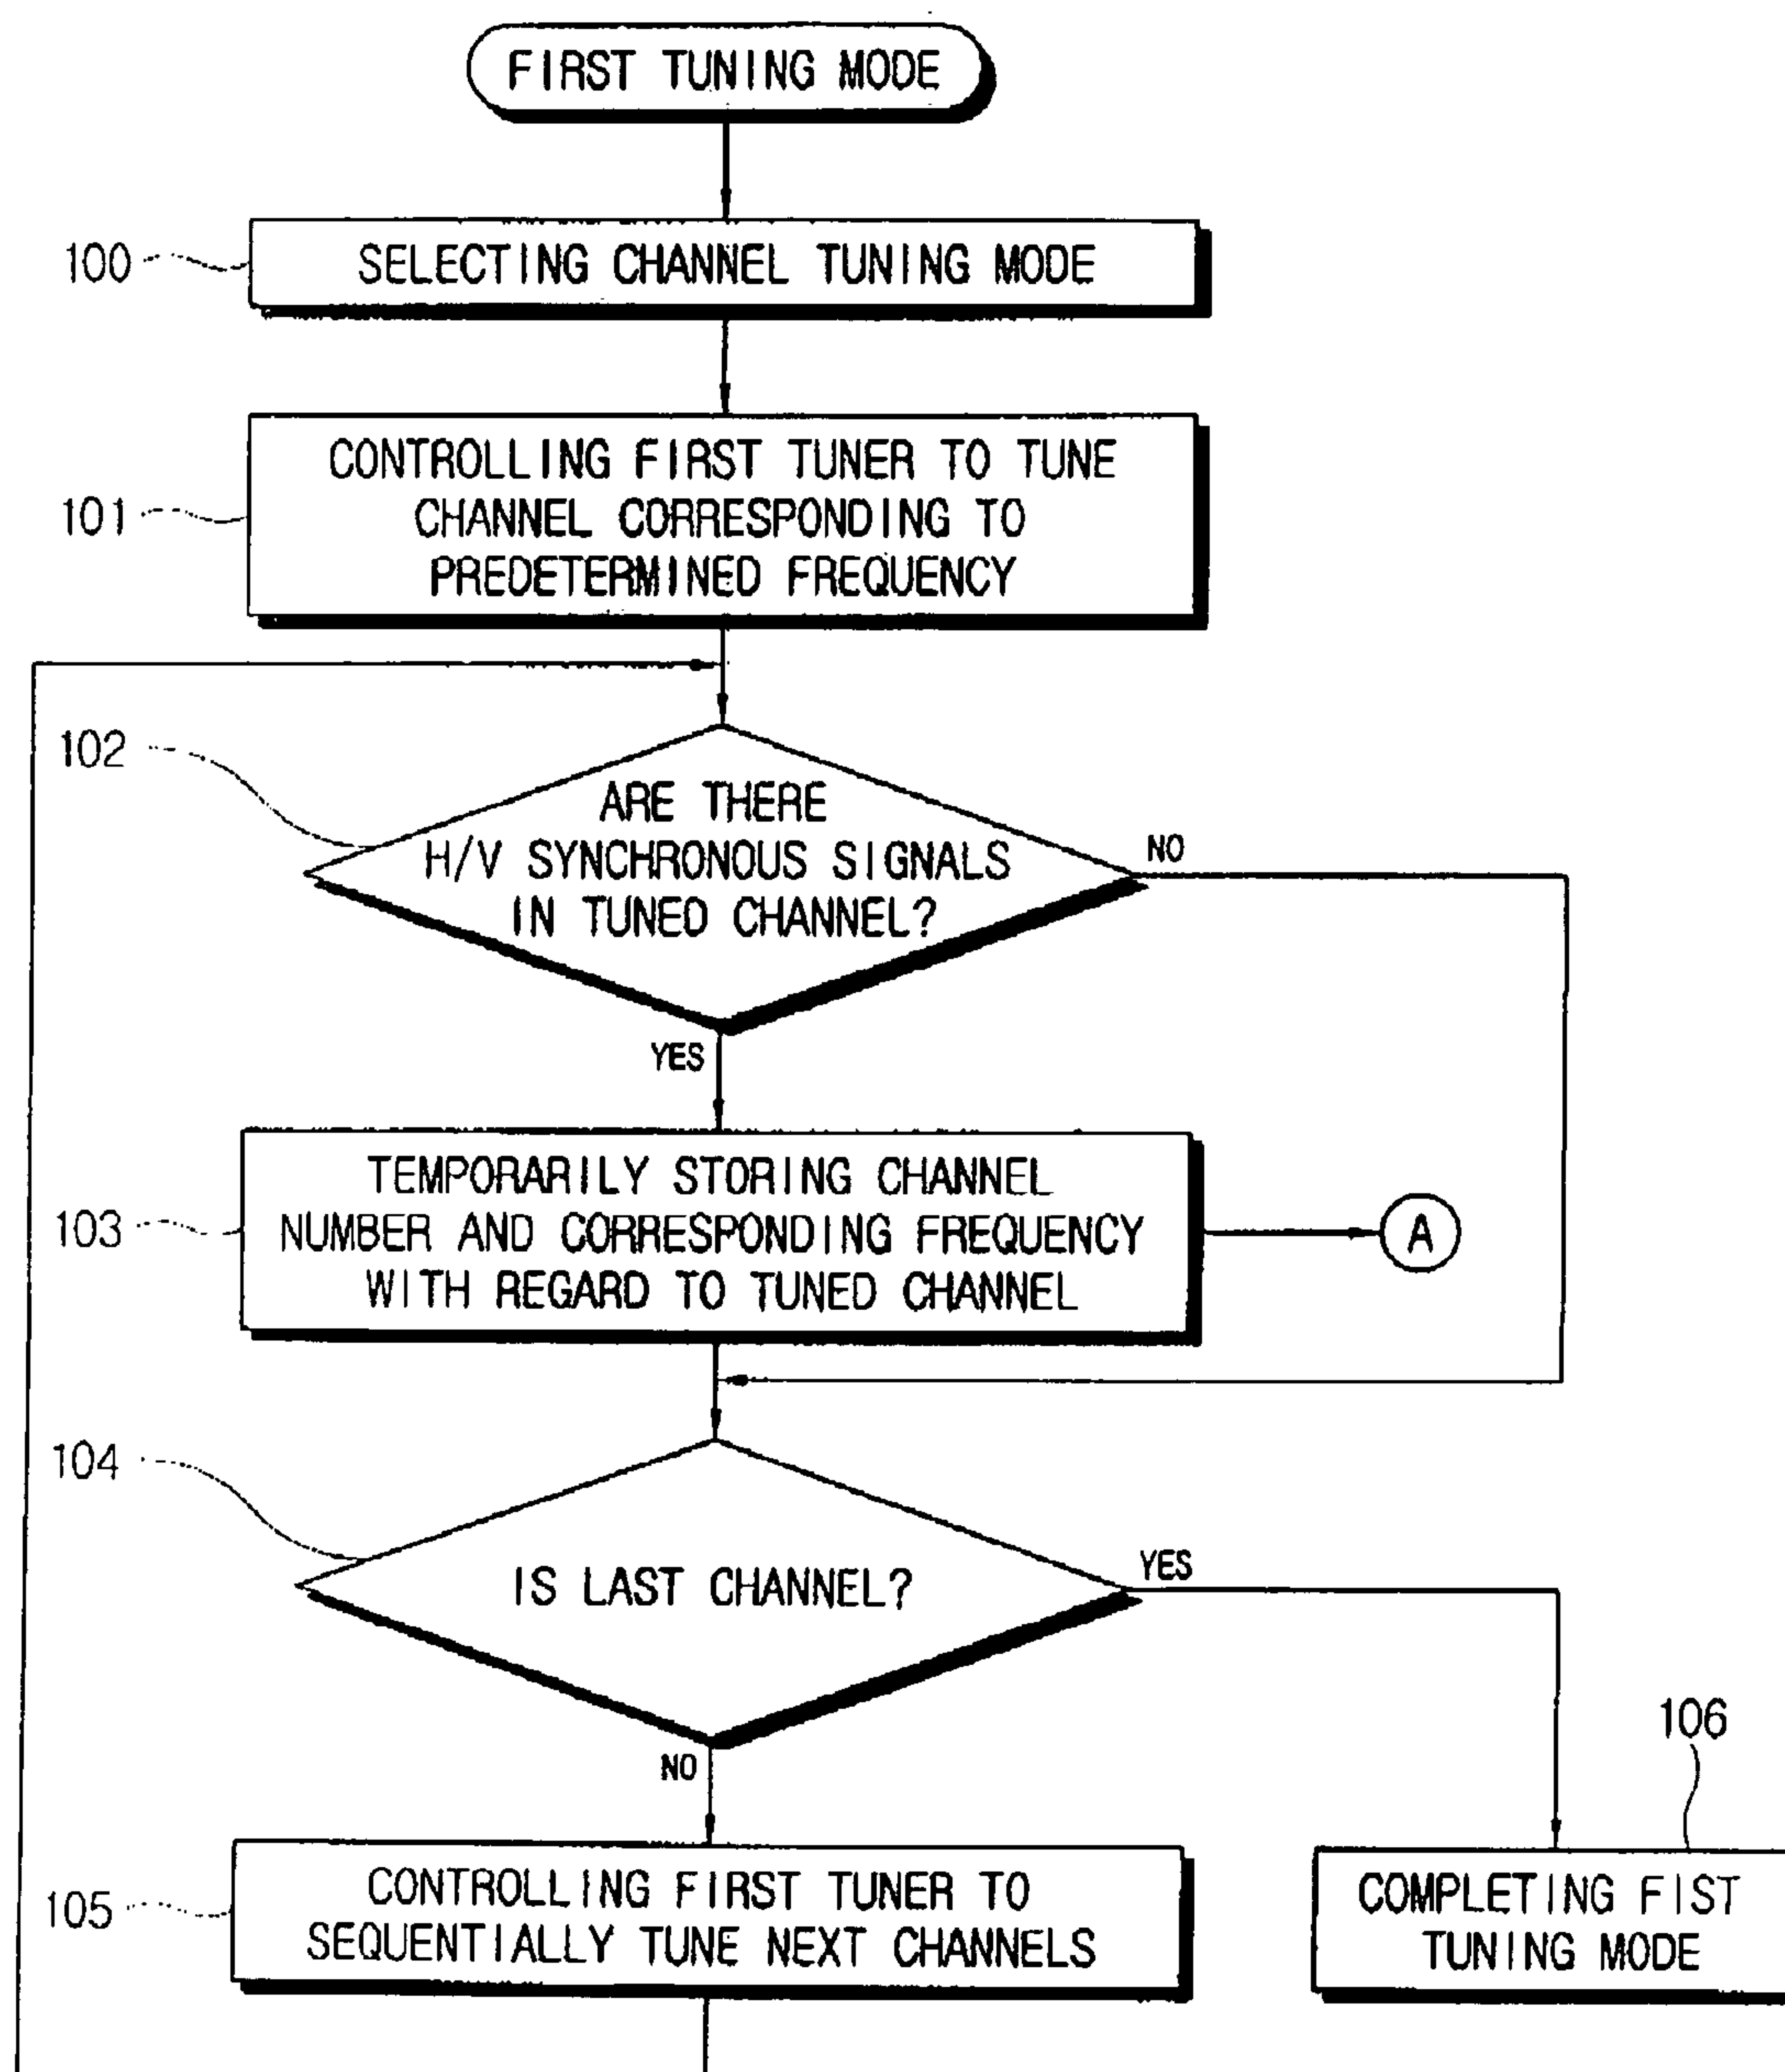 FIRST TUNING MODE
100
SELECTING CHANNEL TUNING MODE
101
CONTROLLING FIRST TUNER TO TUNE
CHANNEL CORRESPONDING TO
PREDETERMINED FREQUENCY
102
ARE THERE
H/V SYNCHRONOUS SIGNALS
IN TUNED CHANNEL?
NO
YES
103
TEMPORARILY STORING CHANNEL
NUMBER AND CORRESPONDING FREQUENCY
WITH REGARD TO TUNED CHANNEL
A
104
IS LAST CHANNEL?
YES
NO
106
105
CONTROLLING FIRST TUNER TO
SEQUENTIALLY TUNE NEXT CHANNELS
COMPLETING FIST
TUNING MODE